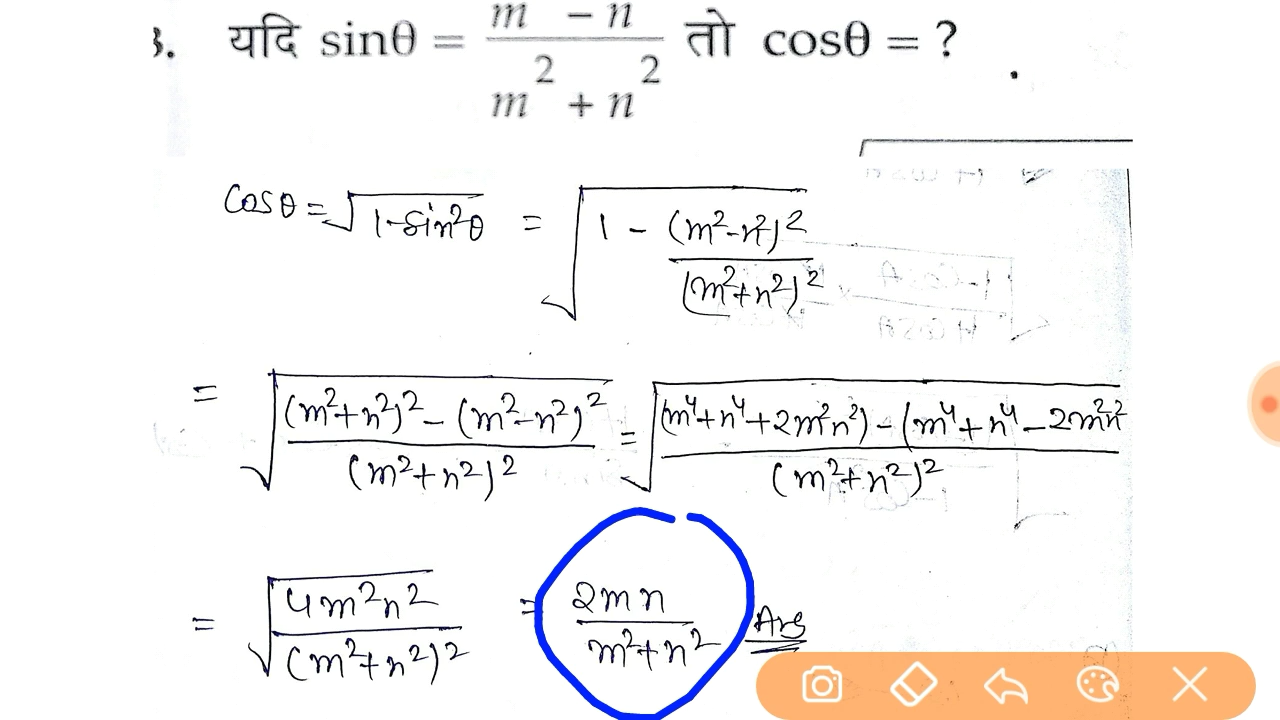 3. यदि sinθ = (m - n)/(m² + n²) तो cosθ = ?
Cosθ = √(1-Sin²θ) = √(1 - (m²-n²)²/(m²+n²)²)
= √(((m²+n²)² - (m²-n²)²)/(m²+n²)²) = √(((m⁴+n⁴+2m²n²) - (m⁴+n⁴-2m²n²)/(m²+n²)²)
= √(4m²n²/(m²+n²)²) = 2mn/(m²+n²) Ans